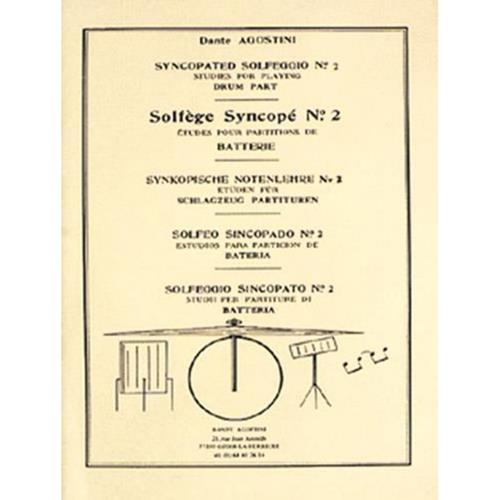 Dante AGOSTINI
SYNCOPATED SOLFEGGIO Nº 2
STUDIES FOR PLAYING
DRUM PART
Solfège Syncopé Nº 2
ÉTUDES POUR PARTITIONS DE
BATTERIE
SYNKOPISCHE NOTENLEHRE Nr 2
ETÜDEN FÜR
SCHLAGZEUG PARTITUREN
SOLFEO SINCOPADO Nº 2
ESTUDIOS PARA PARTICION DE
BATERIA
SOLFEGGIO SINCOPATO Nº 2
STUDI PER PARTITURE DI
BATTERIA
DANTE AGOSTINI
rue Jean